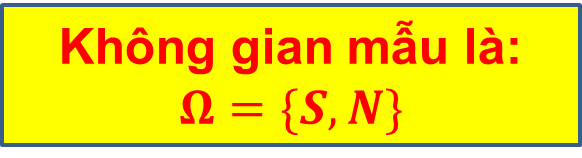 Không gian mẫu là:
Ω = {S, N}